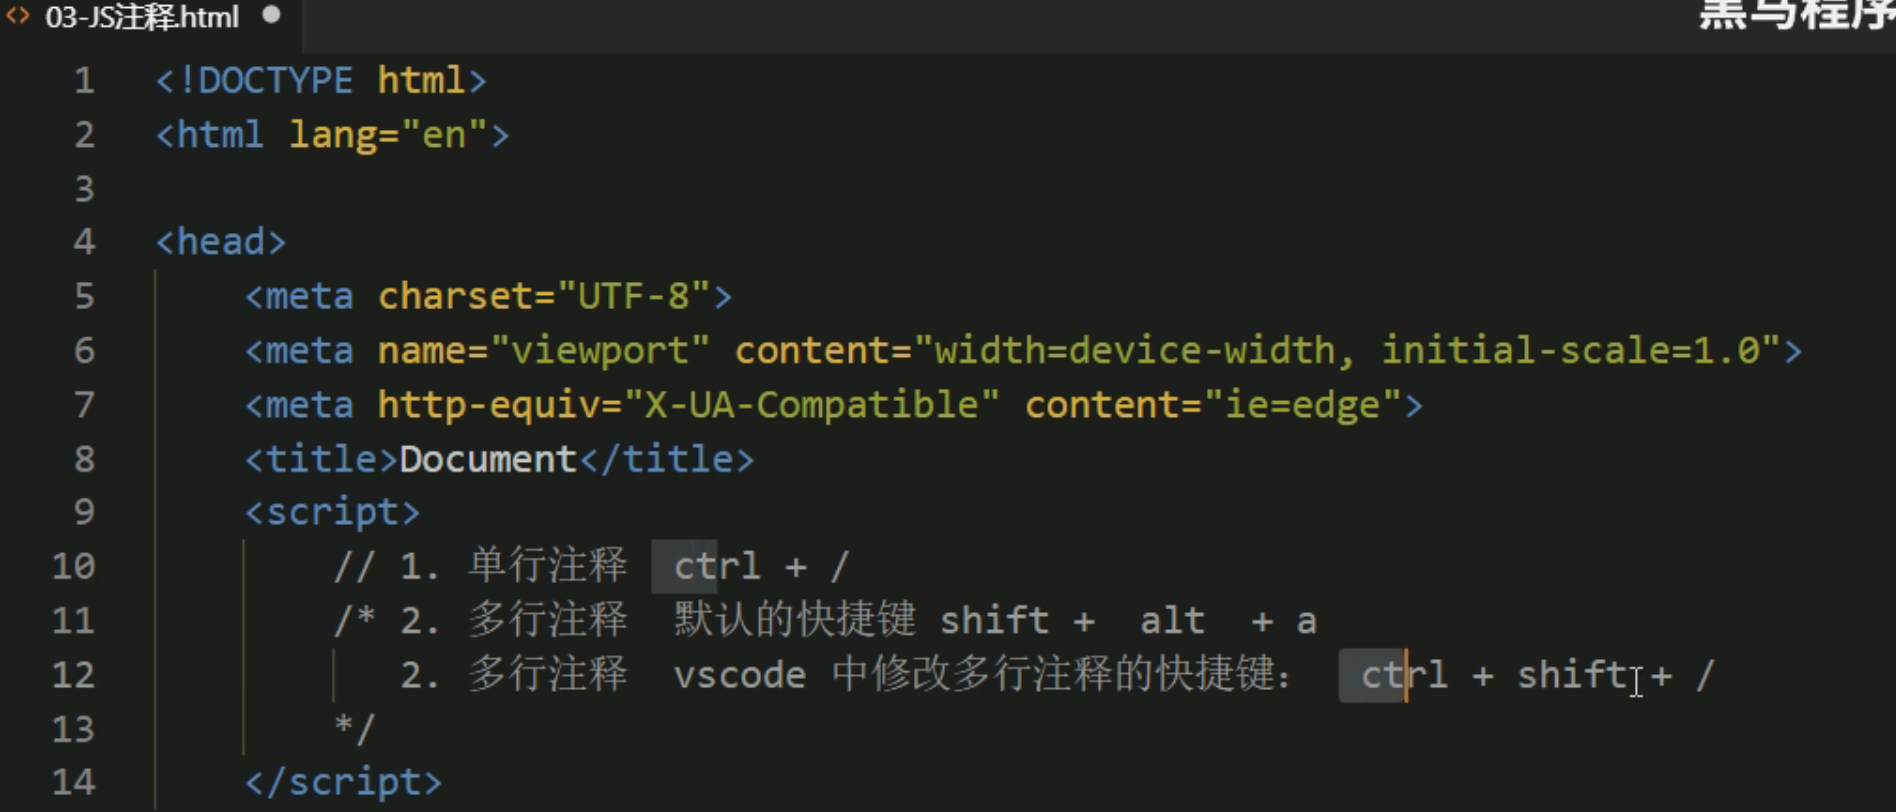 03-JS注释.html
黑马程序
1 <!DOCTYPE html>
2 <html lang="en">
3
4 <head>
5 <meta charset="UTF-8">
6 <meta name="viewport" content="width=device-width, initial-scale=1.0">
7 <meta http-equiv="X-UA-Compatible" content="ie=edge">
8 <title>Document</title>
9 <script>
10 // 1. 单行注释 ctrl + /
11 /* 2. 多行注释 默认的快捷键 shift + alt + a
12 2. 多行注释 vscode 中修改多行注释的快捷键： ctrl + shift + /
13 */
14 </script>